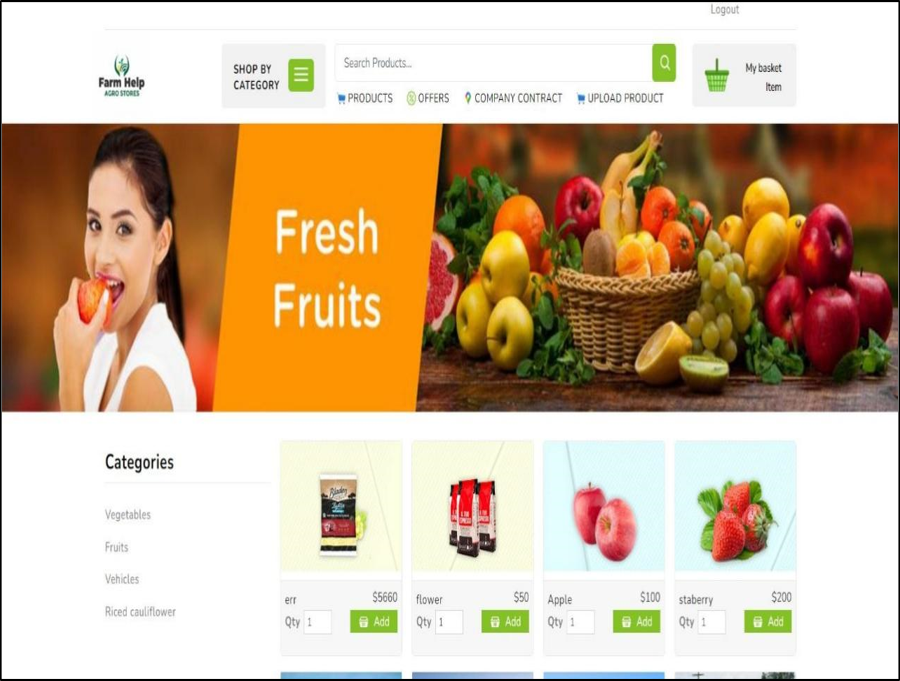 Logout
Farm Help
AGRO STORES
SHOP BY
CATEGORY
Search Products...
My basket
Item
PRODUCTS
OFFERS
COMPANY CONTRACT
UPLOAD PRODUCT
Fresh
Fruits
Categories
Vegetables
Fruits
Vehicles
Riced cauliflower
err
$5660
Qty
1
Add
flower
$50
Qty
1
Add
Apple
$100
Qty
1
Add
staberry
$200
Qty
1
Add